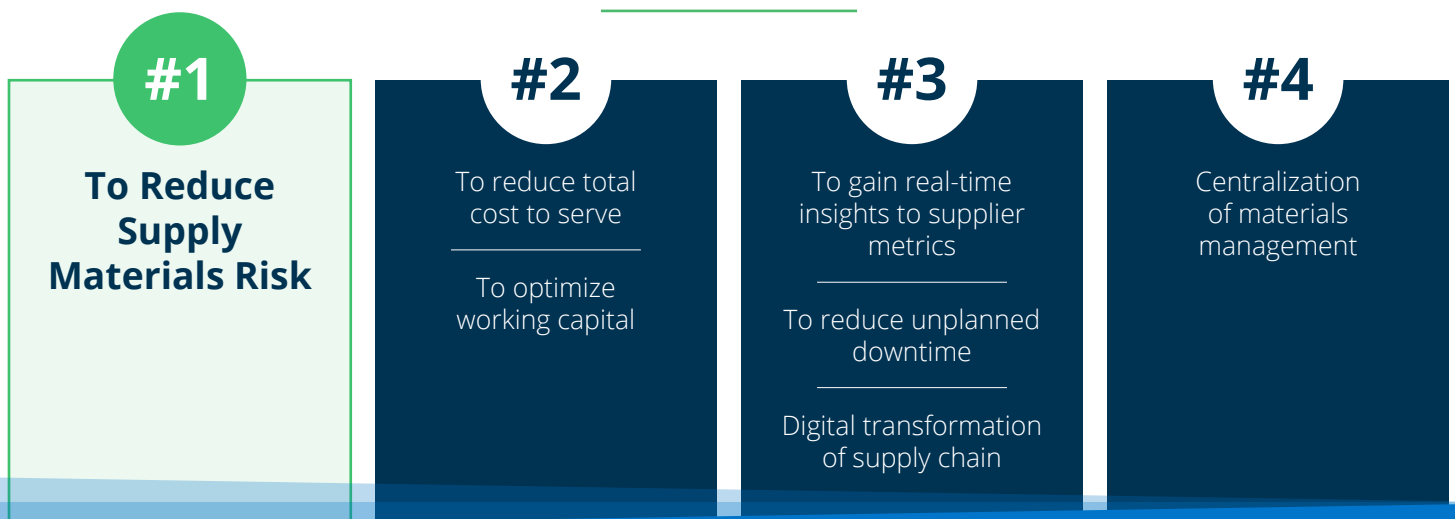 #1
To Reduce
Supply
Materials Risk
#2
To reduce total
cost to serve
To optimize
working capital
#3
To gain real-time
insights to supplier
metrics
To reduce unplanned
downtime
Digital transformation
of supply chain
#4
Centralization
of materials
management